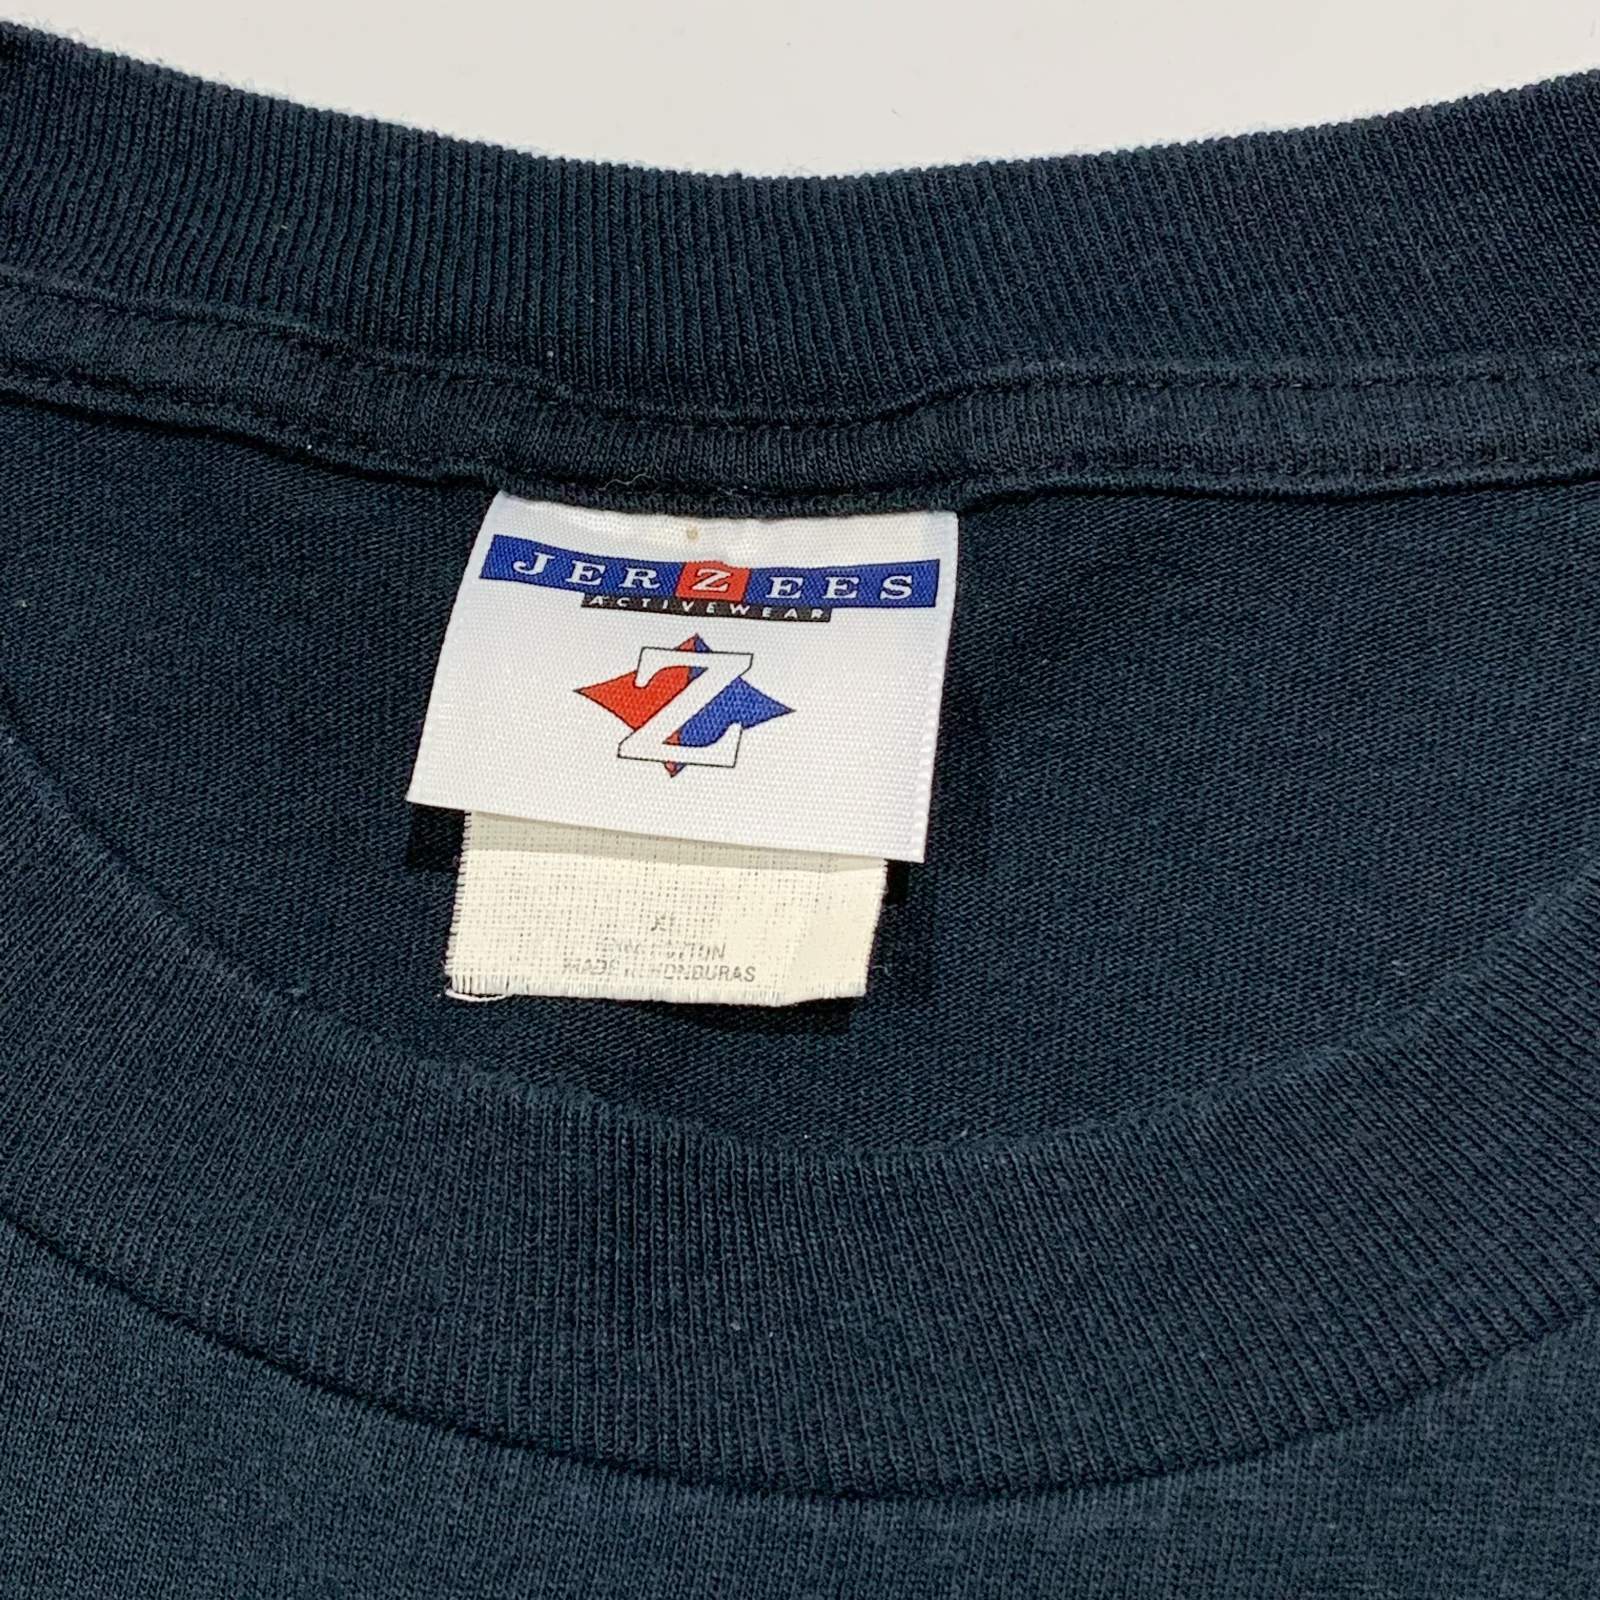 JERZEES
ACTIVEWEAR
Z
XL
COTTON
MADE IN HONDURAS